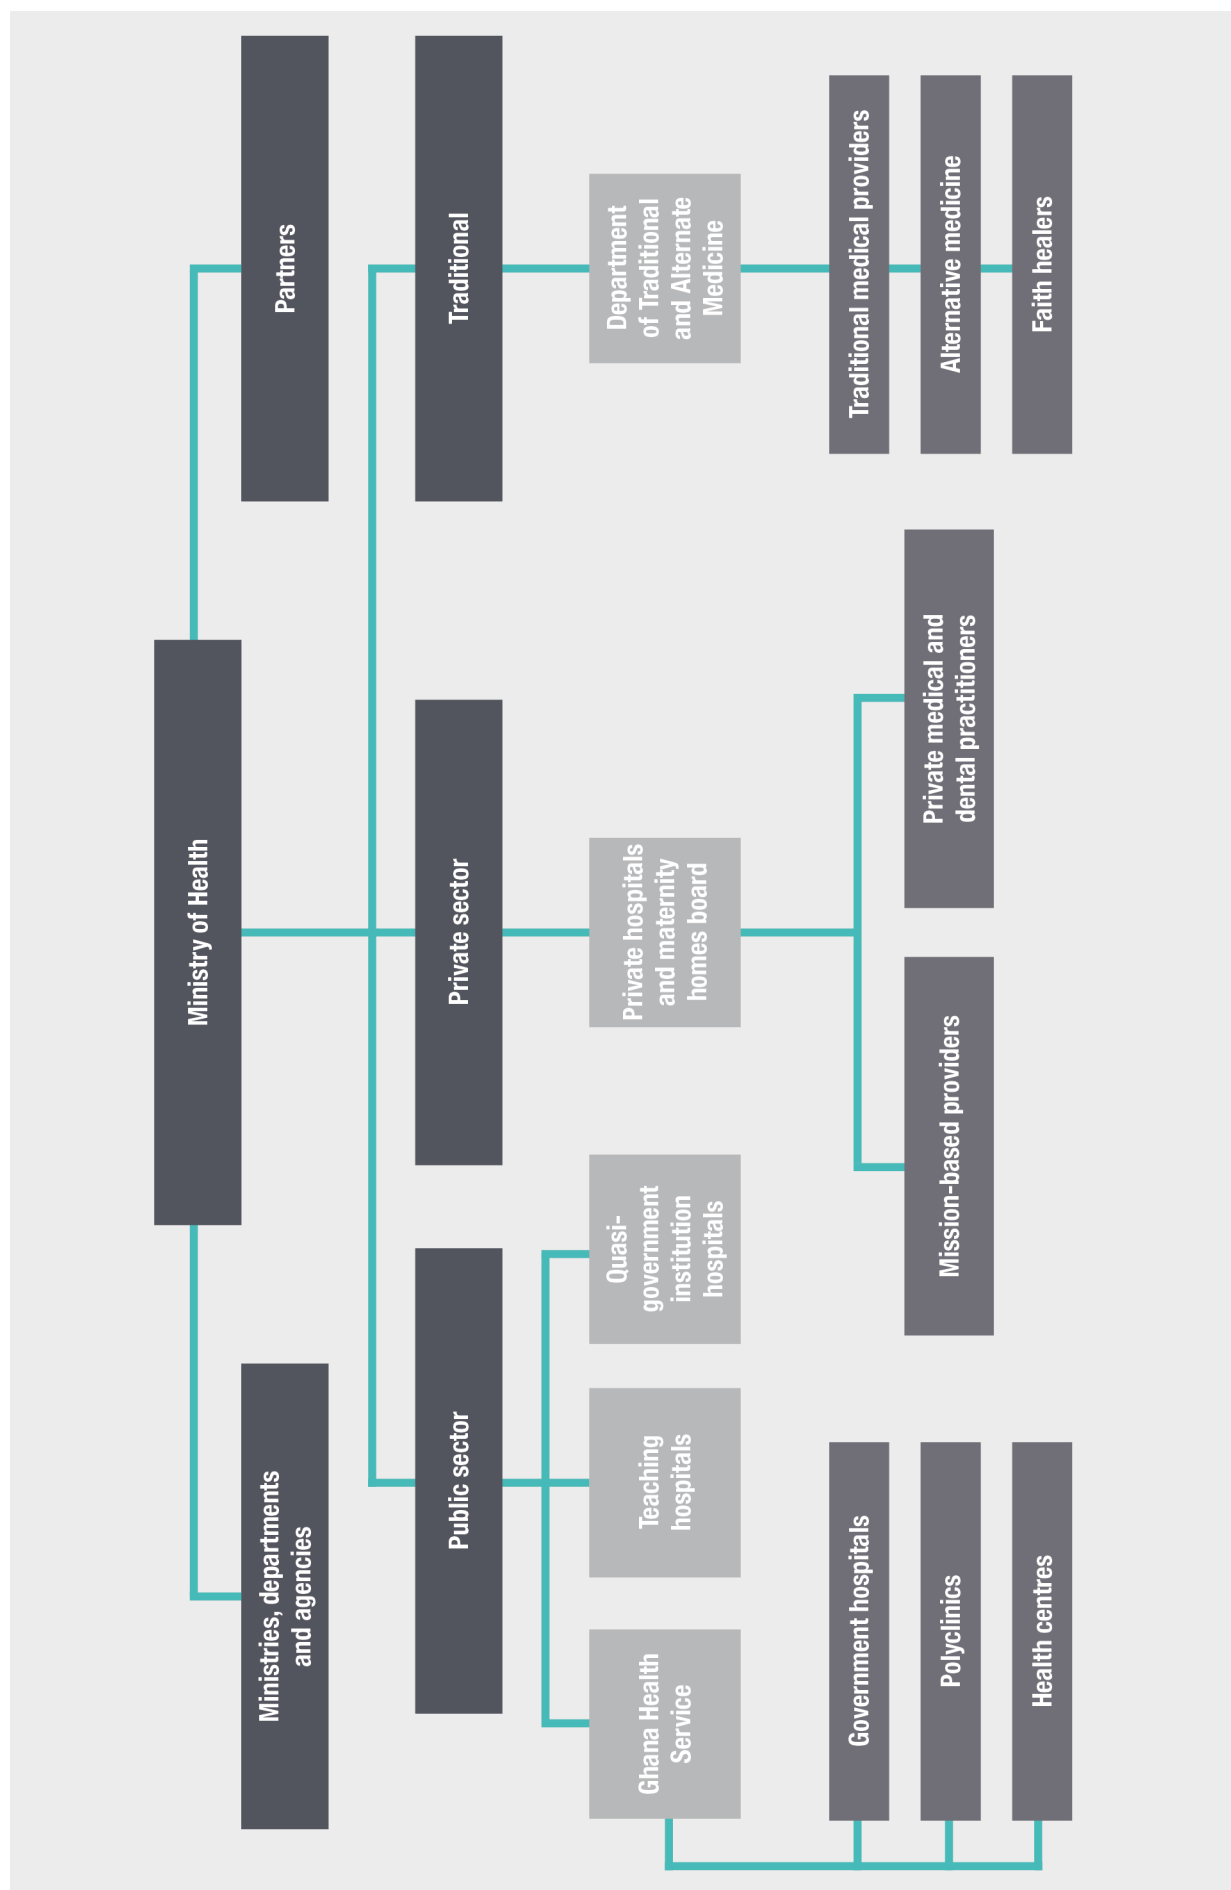 Ministry of Health
Ministries, departments
and agencies
Partners
Public sector
Private sector
Traditional
Ghana Health
Service
Teaching
hospitals
Quasi-
government
institution
hospitals
Private hospitals
and maternity
homes board
Department
of Traditional
and Alternate
Medicine
Government hospitals
Polyclinics
Health centres
Mission-based providers
Private medical and
dental practitioners
Traditional medical providers
Alternative medicine
Faith healers